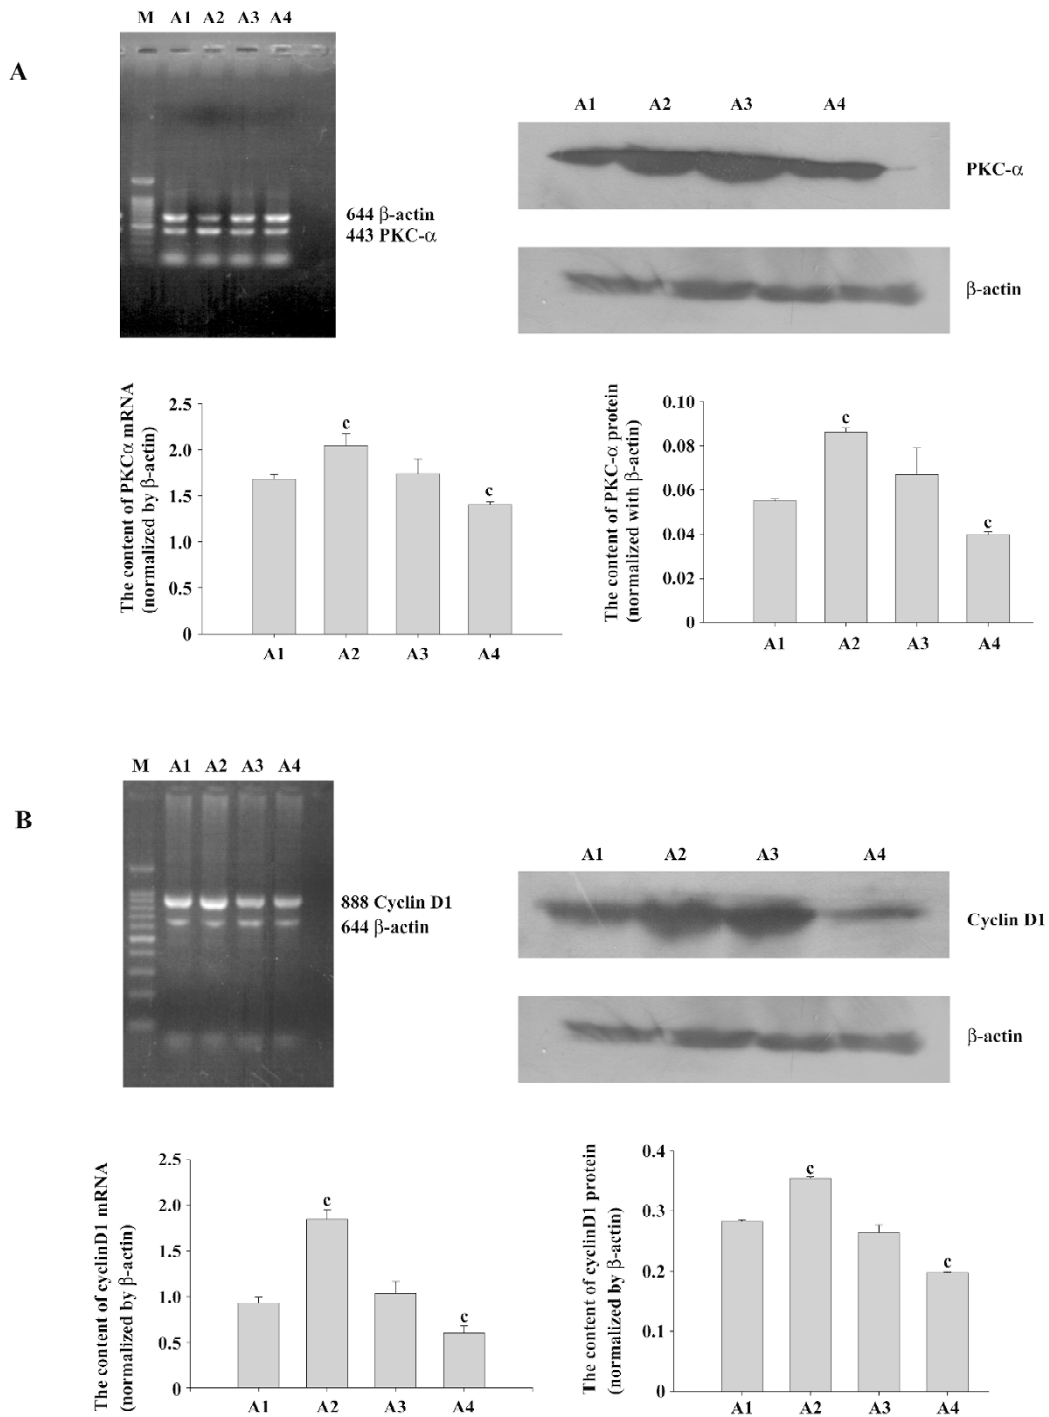 A
M A1 A2 A3 A4
644 β-actin
443 PKC-α
A1 A2 A3 A4
PKC-α
β-actin
The content of PKCα mRNA
(normalized by β-actin)
2.5
2.0
1.5
1.0
0.5
0
c
c
A1 A2 A3 A4
The content of PKC-α protein
(normalized with β-actin)
0.10
0.08
0.06
0.04
0.02
0
c
c
A1 A2 A3 A4
B
M A1 A2 A3 A4
888 Cyclin D1
644 β-actin
A1 A2 A3 A4
Cyclin D1
β-actin
The content of cyclinD1 mRNA
(normalized by β-actin)
2.5
2.0
1.5
1.0
0.5
0
c
c
A1 A2 A3 A4
The content of cyclinD1 protein
(normalized by β-actin)
0.4
0.3
0.2
0.1
0
c
c
A1 A2 A3 A4